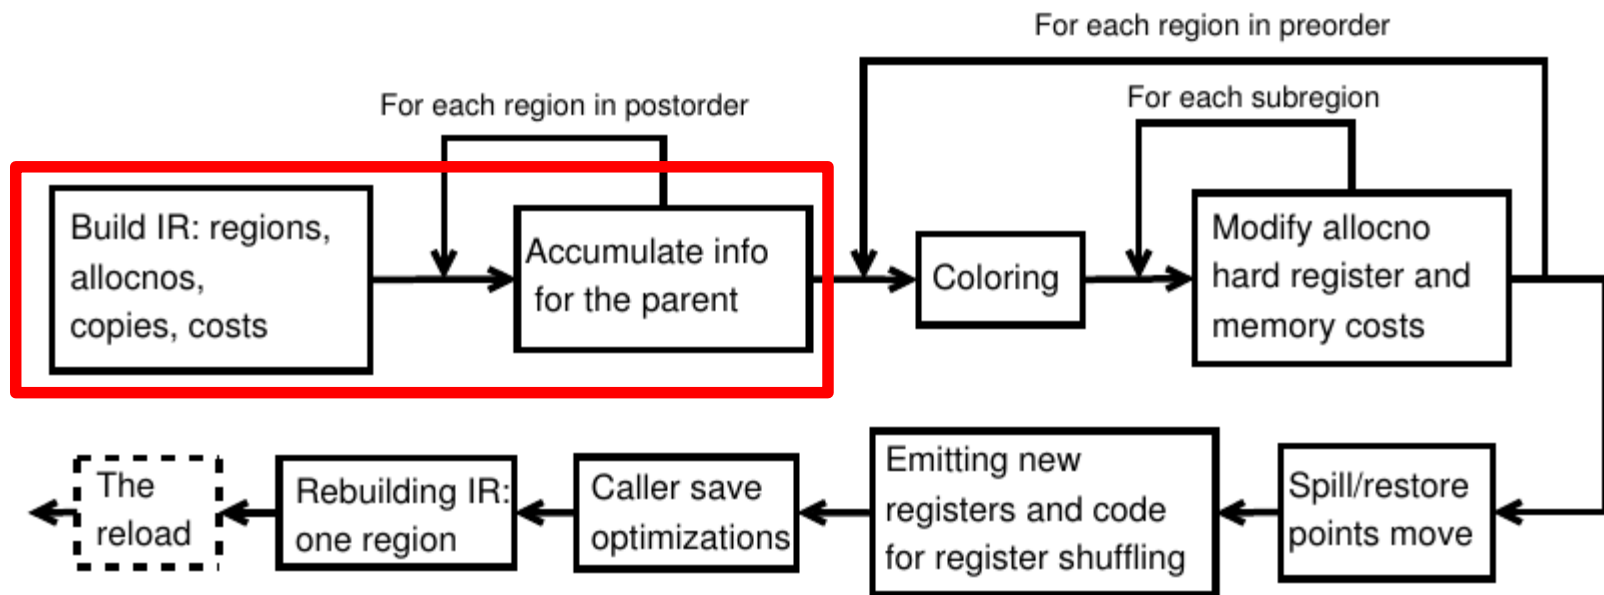 For each region in preorder
For each region in postorder
For each subregion
Build IR: regions,
allocnos,
copies, costs
Accumulate info
for the parent
Coloring
Modify allocno
hard register and
memory costs
The
reload
Rebuilding IR:
one region
Caller save
optimizations
Emitting new
registers and code
for register shuffling
Spill/restore
points move